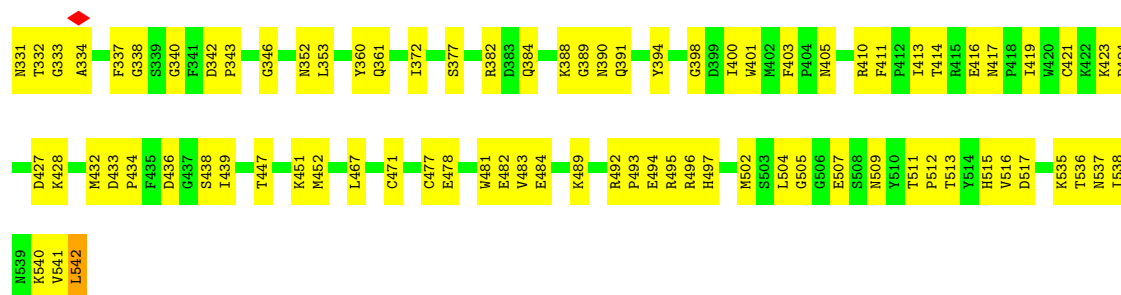 N331 T332 G333 A334 F337 G338 S339 G340 F341 D342 P343 G346 N352 L353 Y360 Q361 I372 S377 R382 D383 Q384 K388 G389 N390 Q391 Y394 G398 D399 I400 W401 M402 F403 P404 N405 R410 F411 P412 I413 T414 R415 E416 N417 P418 I419 W420 C421 K422 K423
D427 K428 M432 D433 P434 F435 D436 G437 S438 I439 T447 K451 M452 L467 C471 C477 E478 W481 E482 V483 E484 K489 R492 P493 E494 R495 R496 H497 M502 S503 L504 G505 G506 E507 S508 N509 Y510 T511 P512 T513 Y514 H515 V516 D517 K535 T536 N537 I538
N539 K540 V541 L542